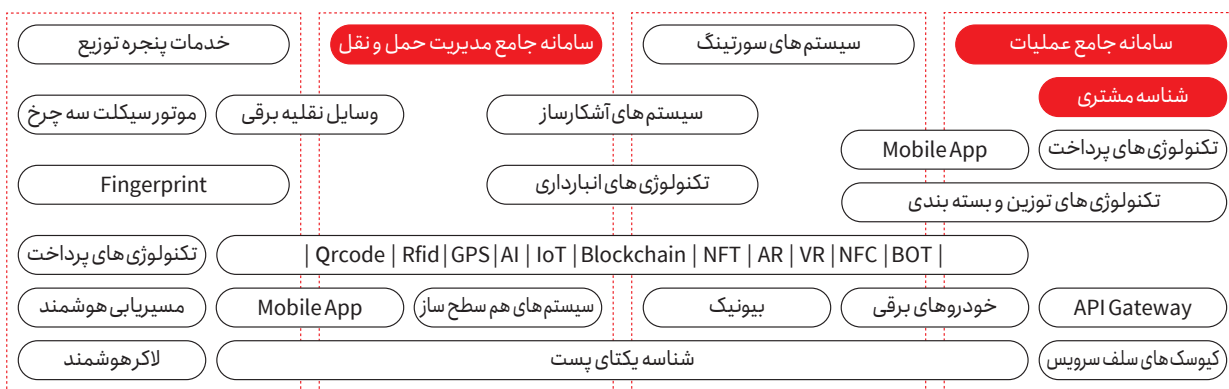 سامانه جامع عملیات
سیستم های سورتینگ
سامانه جامع مدیریت حمل و نقل
خدمات پنجره توزیع
شناسه مشتری
سیستم های آشکارساز
وسایل نقلیه برقی
موتور سیکلت سه چرخ
تکنولوژی های پرداخت
Mobile App
تکنولوژی های انبارداری
Fingerprint
تکنولوژی های توزین و بسته بندی
| Qrcode | Rfid | GPS | AI | IoT | Blockchain | NFT | AR | VR | NFC | BOT |
تکنولوژی های پرداخت
API Gateway
خودروهای برقی
بیونیک
سیستم های هم سطح ساز
Mobile App
مسیریابی هوشمند
کیوسک های سلف سرویس
شناسه یکتای پست
لاکر هوشمند